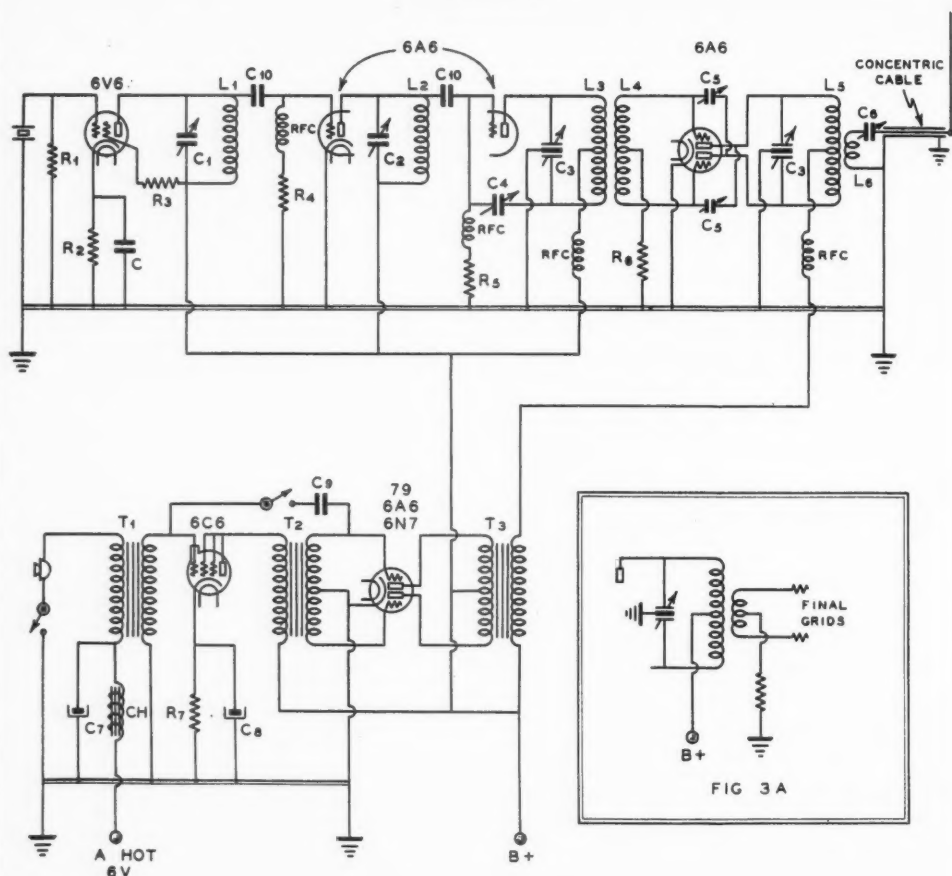 6A6
6A6
CONCENTRIC
CABLE
6V6
L1
C10
L2
C10
L3
L4
C5
L5
C6
RFC
R1
C1
C2
C3
C3
L6
R3
R4
C4
C5
R2
C
RFC
R5
RFC
R6
RFC
T1
6C6
C9
T2
79
6A6
6N7
T3
C7
CH
R7
C8
A HOT
6V
B+
FINAL
GRIDS
B+
FIG 3A